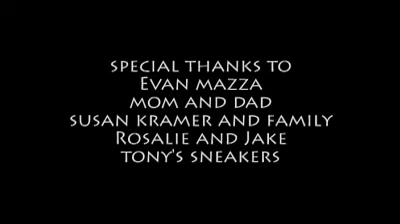 SPECIAL THANKS TO
EVAN MAZZA
MOM AND DAD
SUSAN KRAMER AND FAMILY
ROSALIE AND JAKE
TONY'S SNEAKERS